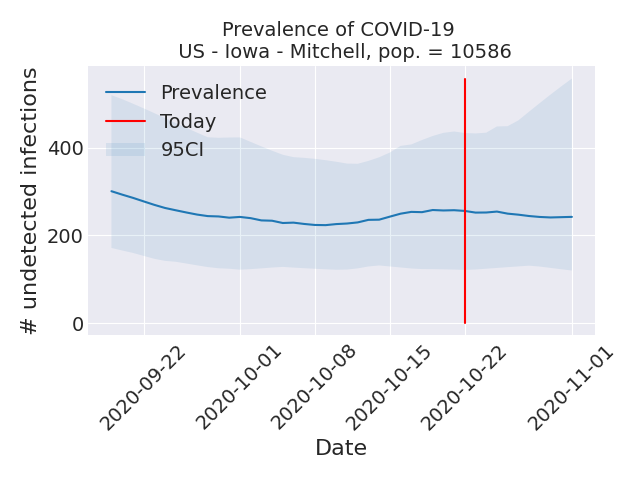 Prevalence of COVID-19
US - Iowa - Mitchell, pop. = 10586
# undetected infections
400
200
0
Prevalence
Today
95CI
2020-09-22
2020-10-01
2020-10-08
2020-10-15
2020-10-22
2020-11-01
Date